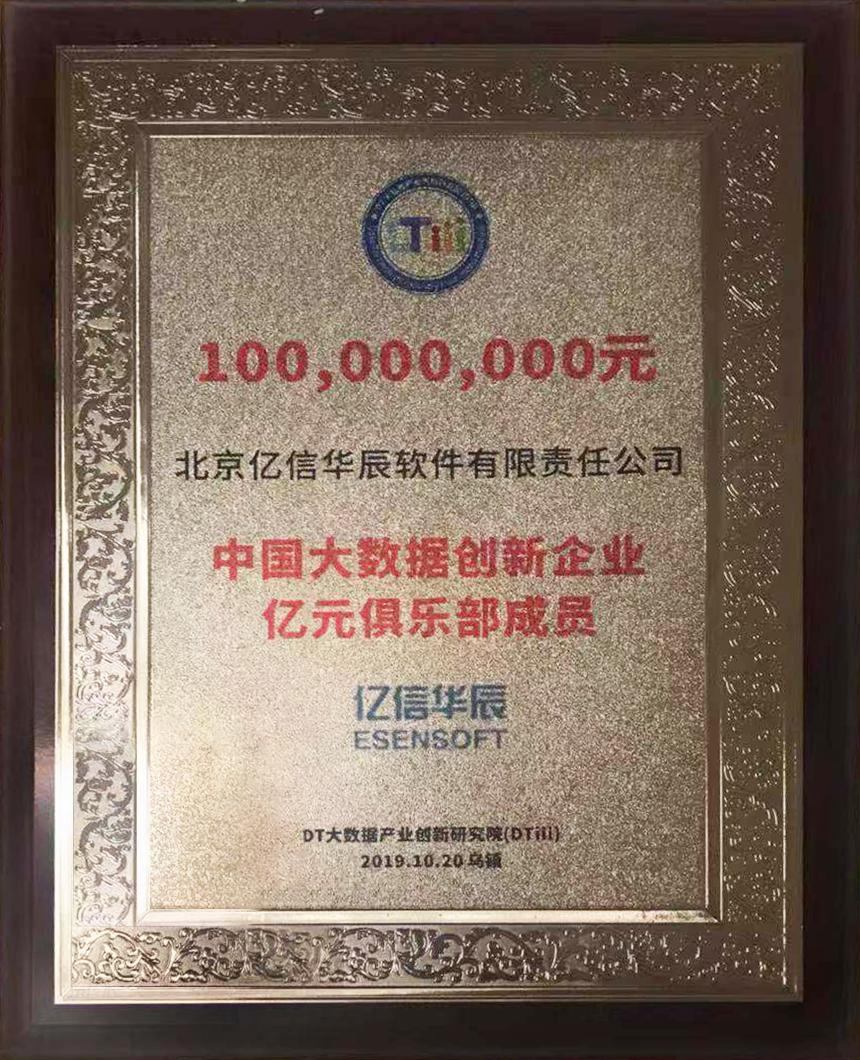 DTiii
100,000,000元
北京亿信华辰软件有限责任公司
中国大数据创新企业
亿元俱乐部成员
亿信华辰
ESENSOFT
DT大数据产业创新研究院(DTiii)
2019.10.20乌镇